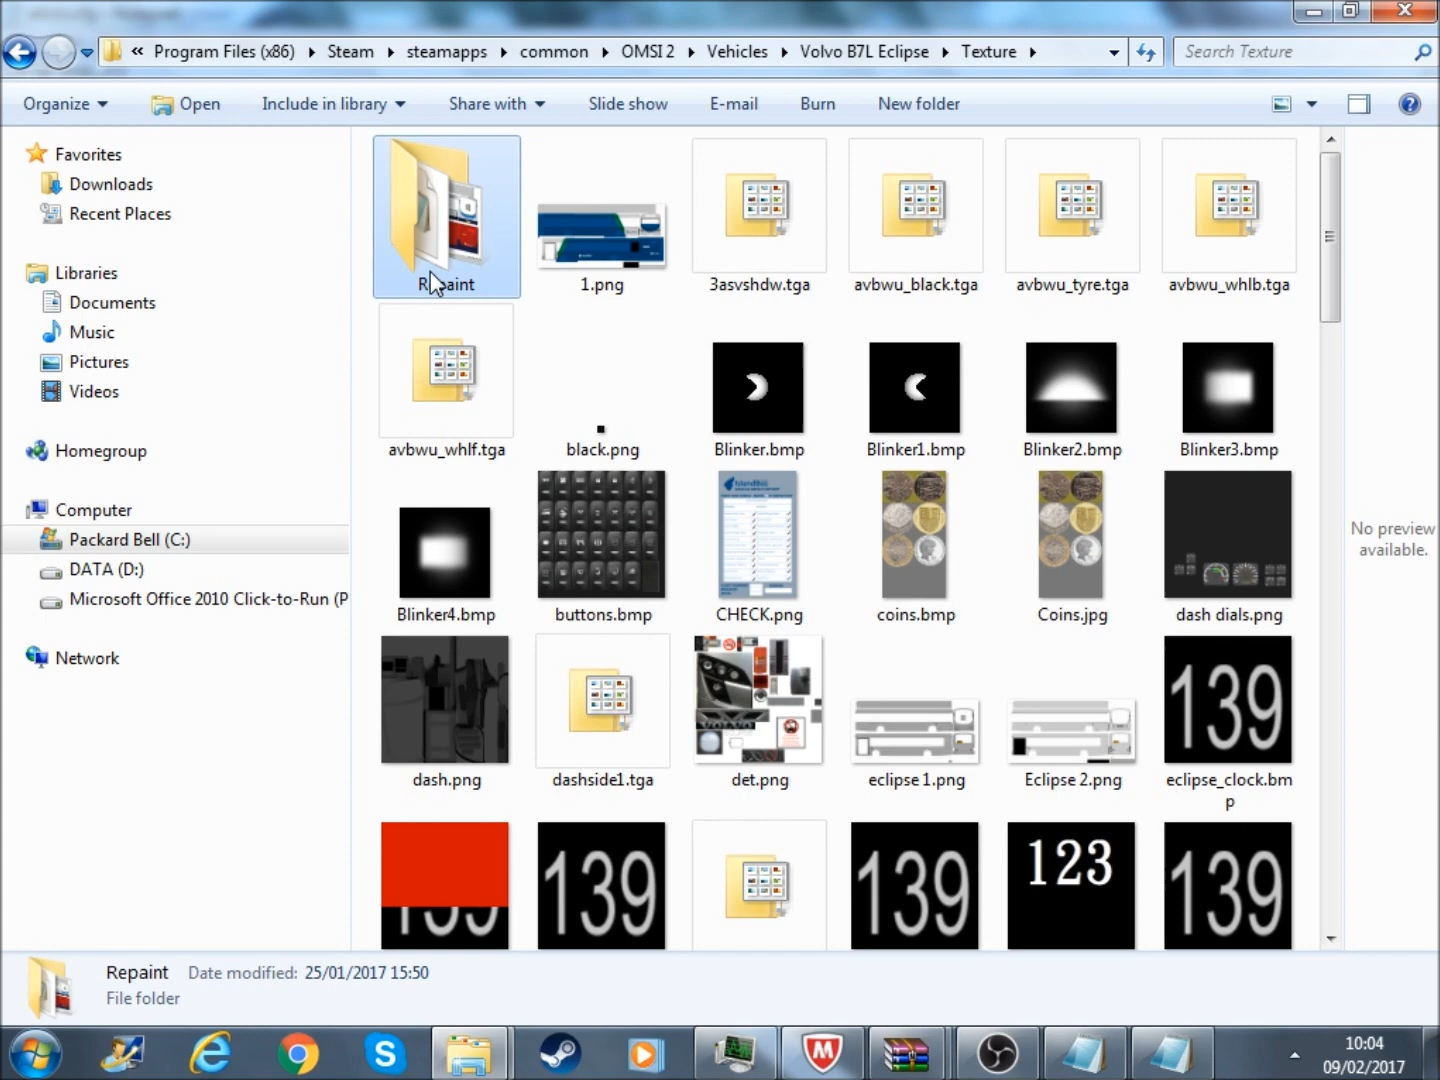 « Program Files (x86) ▸ Steam ▸ steamapps ▸ common ▸ OMSI 2 ▸ Vehicles ▸ Volvo B7L Eclipse ▸ Texture ▸
Search Texture
Organize
Open
Include in library
Share with
Slide show
E-mail
Burn
New folder
Favorites
Downloads
Recent Places
Libraries
Documents
Music
Pictures
Videos
Homegroup
Computer
Packard Bell (C:)
DATA (D:)
Microsoft Office 2010 Click-to-Run (P
Network
Repaint
1.png
3asvshdw.tga
avbwu_black.tga
avbwu_tyre.tga
avbwu_whlb.tga
avbwu_whlf.tga
black.png
Blinker.bmp
Blinker1.bmp
Blinker2.bmp
Blinker3.bmp
Blinker4.bmp
buttons.bmp
CHECK.png
coins.bmp
Coins.jpg
dash dials.png
139
dash.png
dashside1.tga
det.png
eclipse 1.png
Eclipse 2.png
eclipse_clock.bm
p
139
139
139
123
139
No preview
available.
Repaint
Date modified: 25/01/2017 15:50
File folder
10:04
09/02/2017